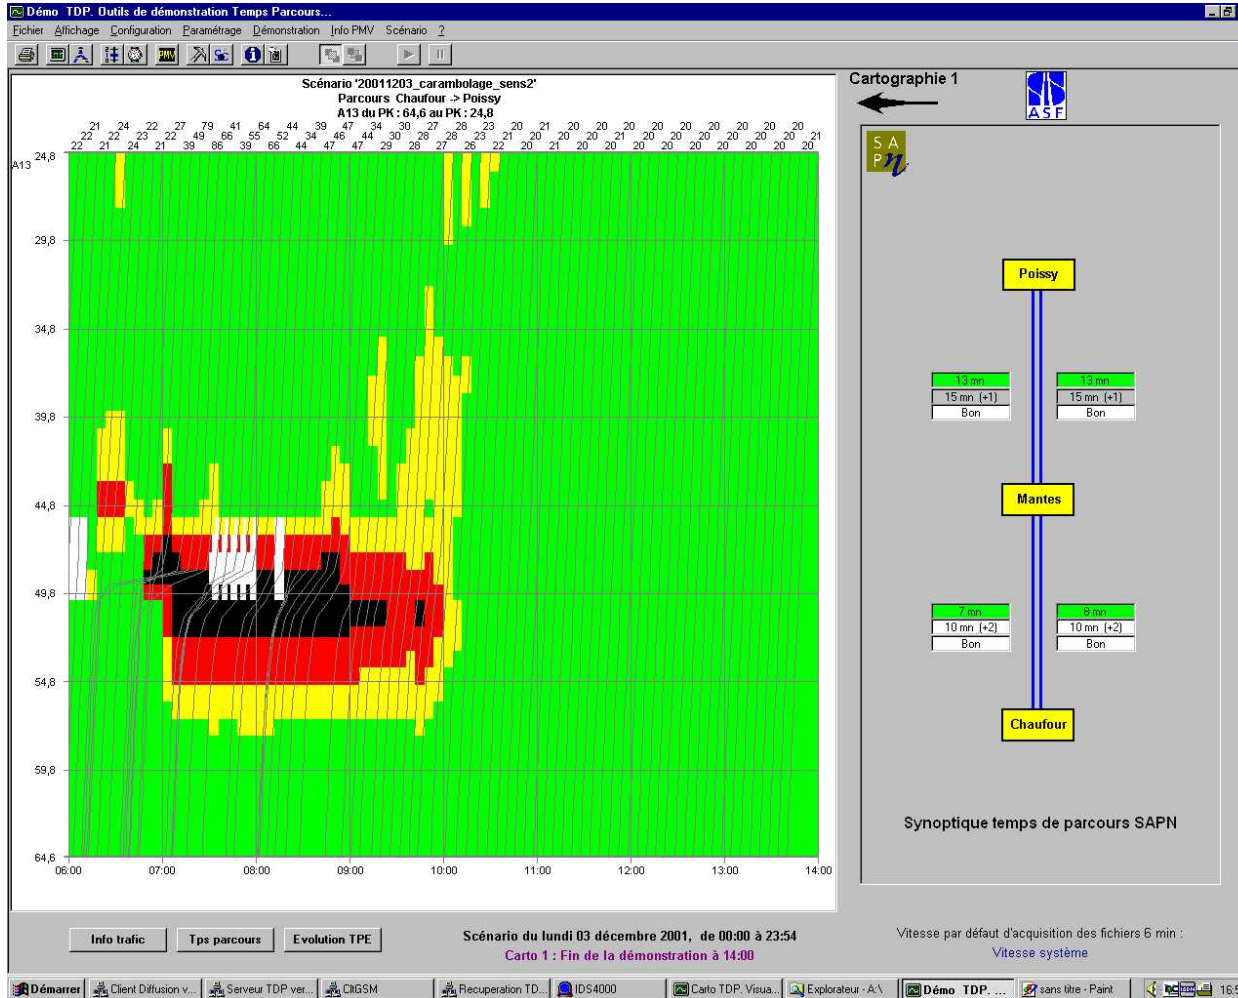 Démo TDP. Outils de démonstration Temps Parcours...
Fichier Affichage Configuration Paramétrage Démonstration Info PMV Scénario ?
PMV
Scénario '20011203_carambolage_sens2'
Parcours Chaufour -> Poissy
A13 du PK : 64,6 au PK : 24,8
A13
24,8
29,8
34,8
39,8
44,8
49,8
54,8
59,8
64,6
06:00 07:00 08:00 09:00 10:00 11:00 12:00 13:00 14:00
Cartographie 1
ASF
S A
P n
Poissy
13 mn 13 mn
15 mn (+1) 15 mn (+1)
Bon Bon
Mantes
7 mn 8 mn
10 mn (+2) 10 mn (+2)
Bon Bon
Chaufour
Synoptique temps de parcours SAPN
Info trafic Tps parcours Evolution TPE
Scénario du lundi 03 décembre 2001, de 00:00 à 23:54
Carto 1 : Fin de la démonstration à 14:00
Vitesse par défaut d'acquisition des fichiers 6 min :
Vitesse système
Démarrer Client Diffusion v... Serveur TDP ver... CltGSM Recuperation TD... IDS4000 Carto TDP. Visua... Explorateur - A:\ Démo TDP. ... sans titre - Paint